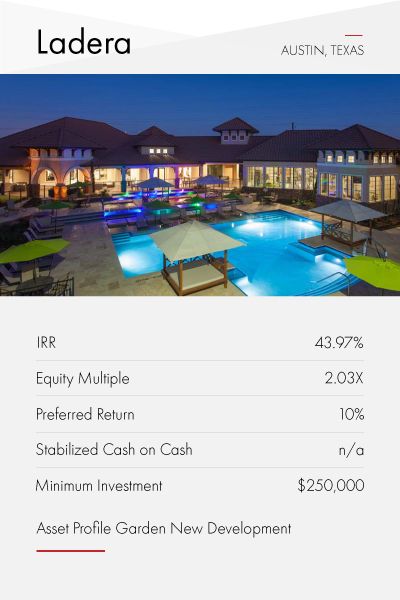 Ladera
AUSTIN, TEXAS
IRR 43.97%
Equity Multiple 2.03X
Preferred Return 10%
Stabilized Cash on Cash n/a
Minimum Investment $250,000
Asset Profile Garden New Development